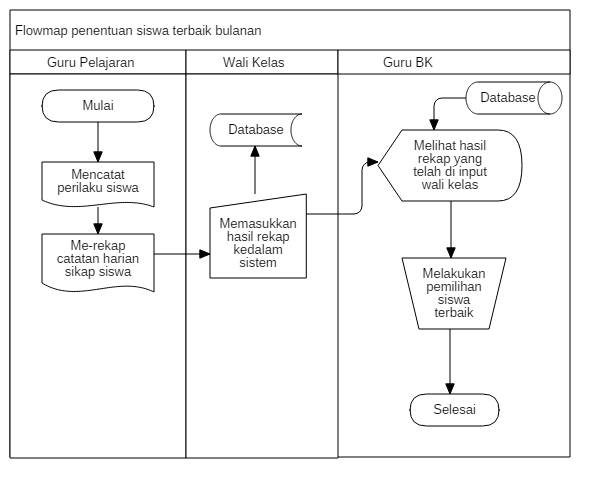 Flowmap penentuan siswa terbaik bulanan
Guru Pelajaran
Wali Kelas
Guru BK
Mulai
Mencatat
perilaku siswa
Me-rekap
catatan harian
sikap siswa
Database
Memasukkan
hasil rekap
kedalam
sistem
Database
Melihat hasil
rekap yang
telah di input
wali kelas
Melakukan
pemilihan
siswa
terbaik
Selesai